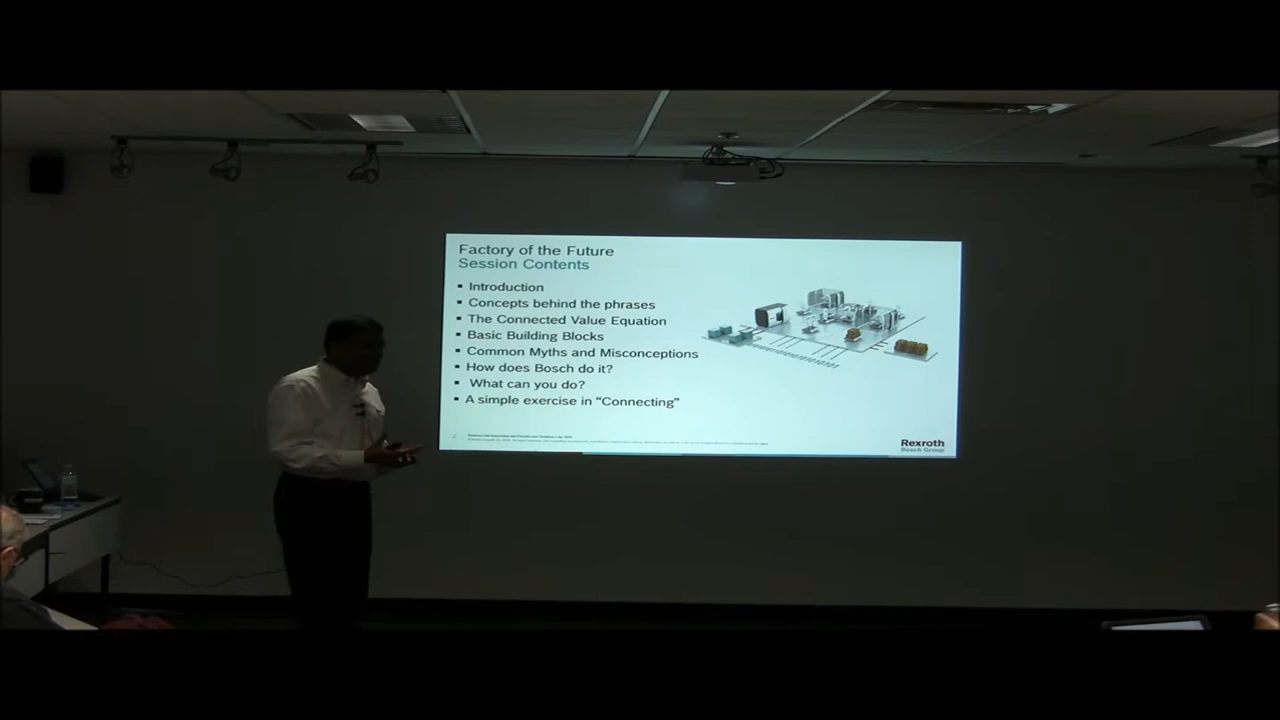 Factory of the Future
Session Contents
▪ Introduction
▪ Concepts behind the phrases
▪ The Connected Value Equation
▪ Basic Building Blocks
▪ Common Myths and Misconceptions
▪ How does Bosch do it?
▪ What can you do?
▪ A simple exercise in “Connecting”
2
Rexroth
Bosch Group